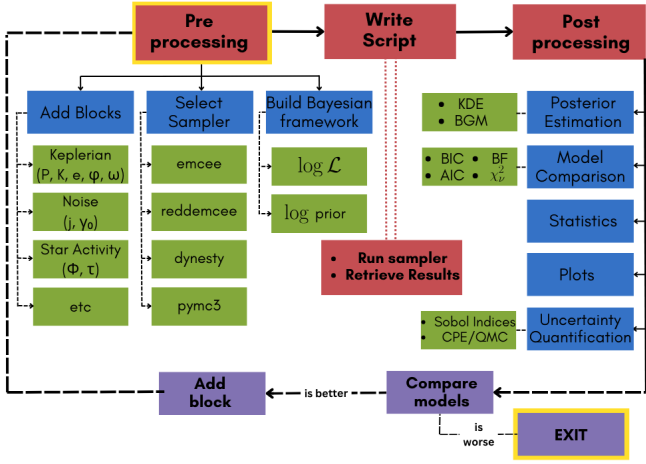 Pre
processing
Write
Script
Post
processing
Add Blocks
Select
Sampler
Build Bayesian
framework
Keplerian
(P, K, e, φ, ω)
Noise
(j, γ₀)
Star Activity
(Φ, τ)
etc
emcee
reddemcee
dynesty
pymc3
log ℒ
log prior
• Run sampler
• Retrieve Results
• KDE
• BGM
Posterior
Estimation
• BIC • BF
• AIC • χ²ᵥ
Model
Comparison
Statistics
Plots
• Sobol Indices
• CPE/QMC
Uncertainty
Quantification
Add
block
is better
Compare
models
is
worse
EXIT